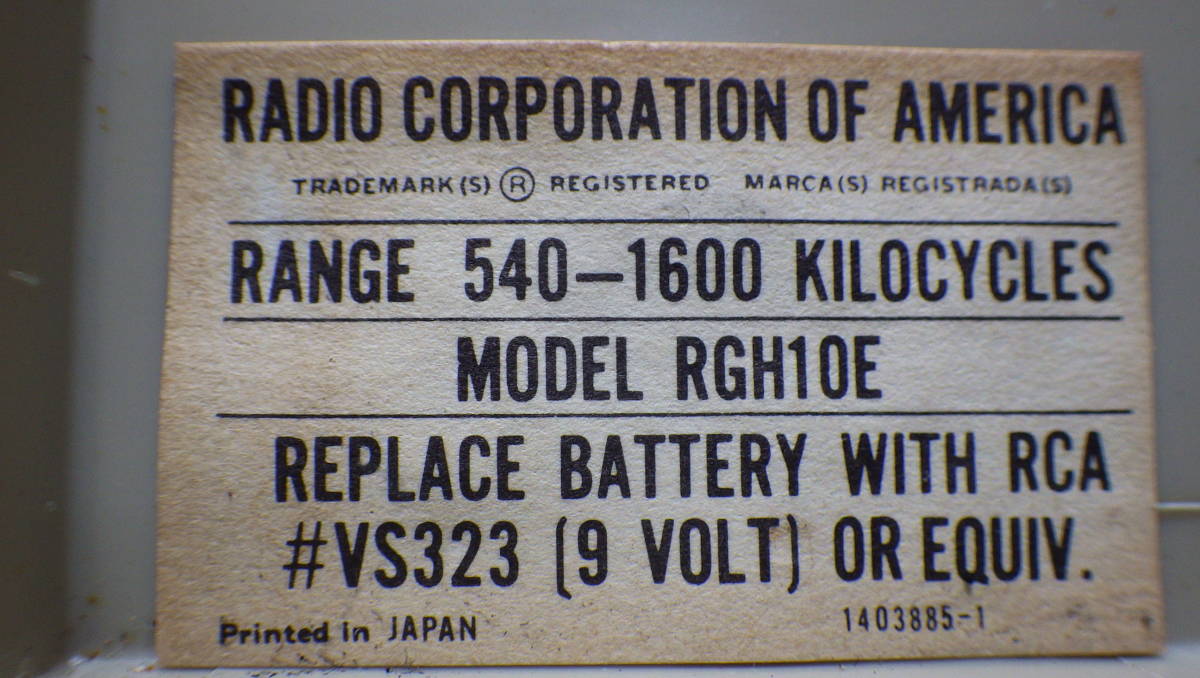 RADIO CORPORATION OF AMERICA
TRADEMARK(S) ® REGISTERED MARCA(S) REGISTRADA(S)
RANGE 540—1600 KILOCYCLES
MODEL RGH10E
REPLACE BATTERY WITH RCA
#VS323 (9 VOLT) OR EQUIV.
Printed in JAPAN 1403885-1